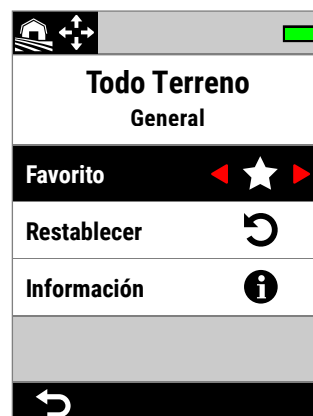 Todo Terreno
General
Favorito
Restablecer
Información